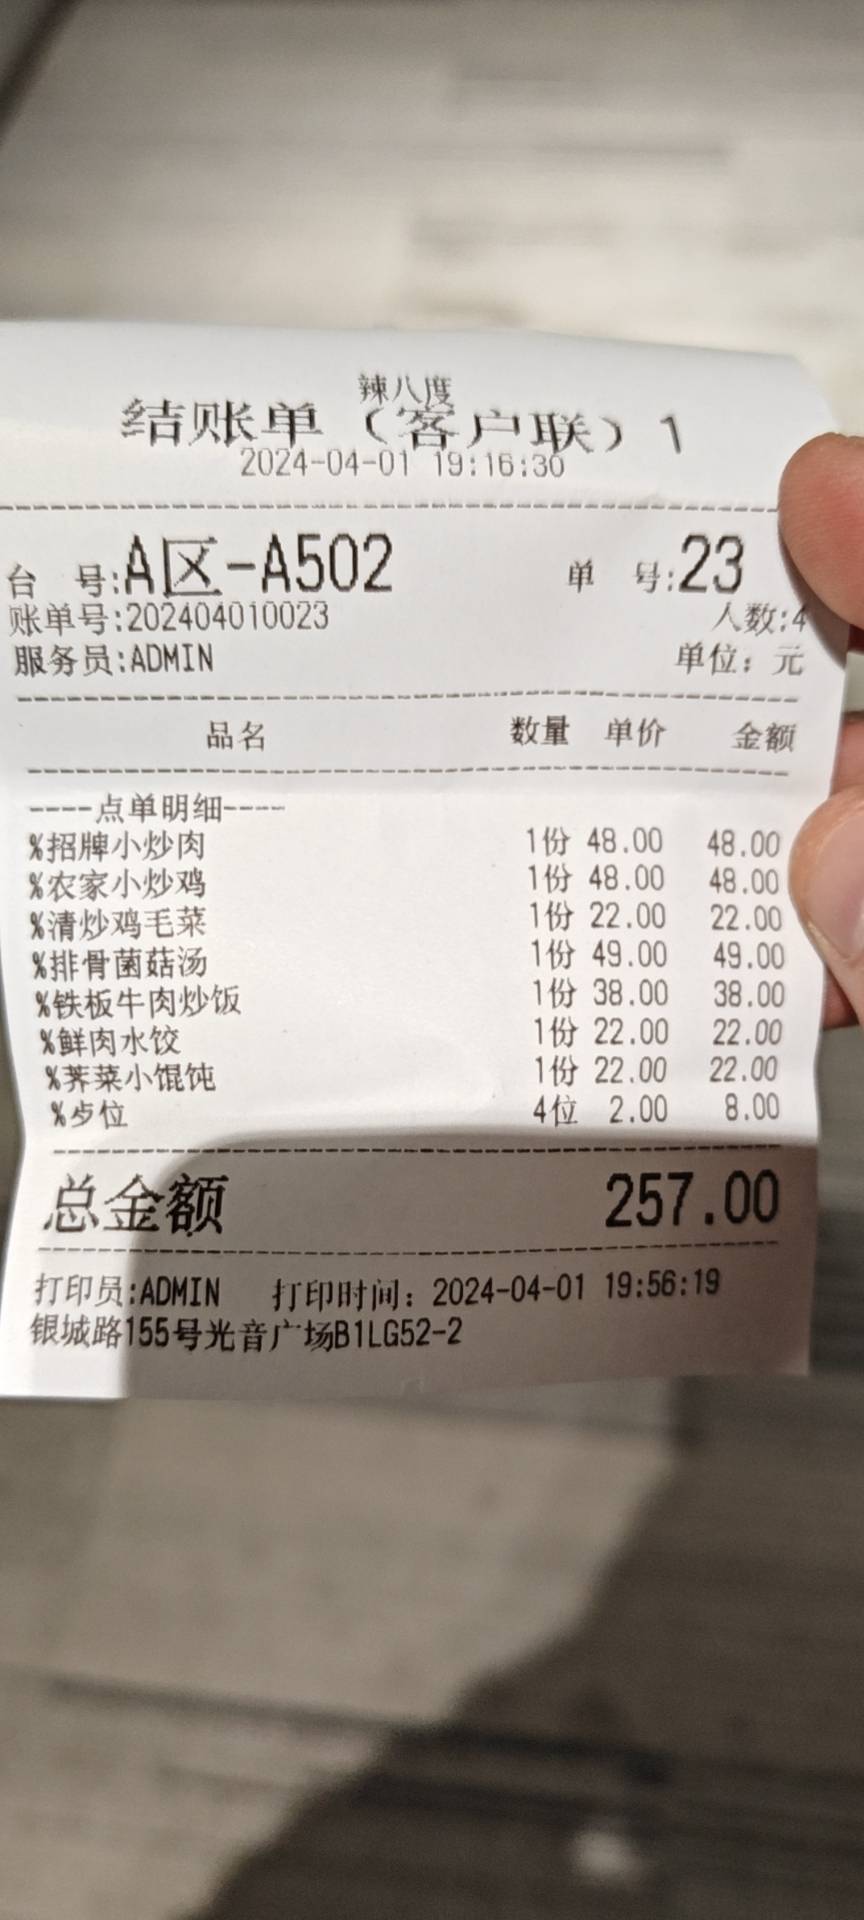 辣八度
结账单（客户联）1
2024-04-01 19:16:30
台 号:A区-A502 单 号:23
账单号:202404010023 人数:4
服务员:ADMIN 单位：元
品名 数量 单价 金额
----点单明细----
%招牌小炒肉 1份 48.00 48.00
%农家小炒鸡 1份 48.00 48.00
%清炒鸡毛菜 1份 22.00 22.00
%排骨菌菇汤 1份 49.00 49.00
%铁板牛肉炒饭 1份 38.00 38.00
%鲜肉水饺 1份 22.00 22.00
%荠菜小馄饨 1份 22.00 22.00
%歺位 4位 2.00 8.00
总金额 257.00
打印员:ADMIN 打印时间：2024-04-01 19:56:19
银城路155号光音广场B1LG52-2